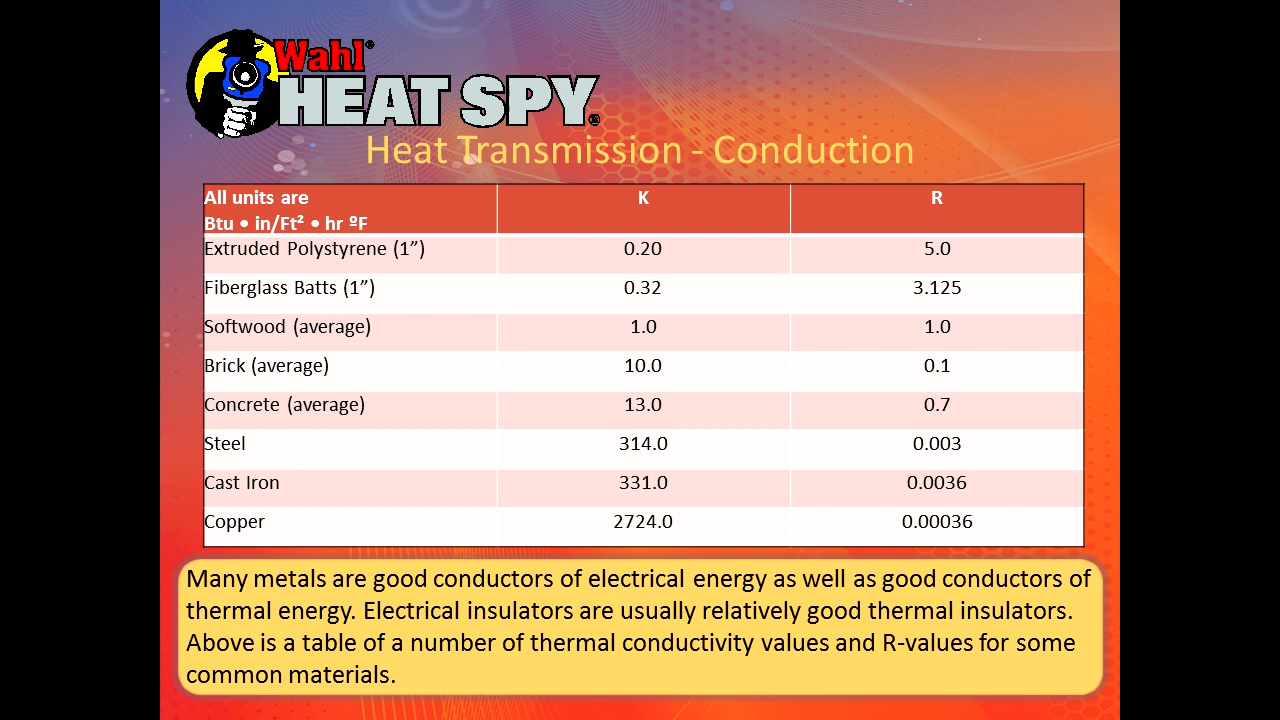 Wahl®
HEAT SPY®
Heat Transmission - Conduction
All units are K R
Btu • in/Ft² • hr ºF
Extruded Polystyrene (1”) 0.20 5.0
Fiberglass Batts (1”) 0.32 3.125
Softwood (average) 1.0 1.0
Brick (average) 10.0 0.1
Concrete (average) 13.0 0.7
Steel 314.0 0.003
Cast Iron 331.0 0.0036
Copper 2724.0 0.00036
Many metals are good conductors of electrical energy as well as good conductors of
thermal energy. Electrical insulators are usually relatively good thermal insulators.
Above is a table of a number of thermal conductivity values and R-values for some
common materials.